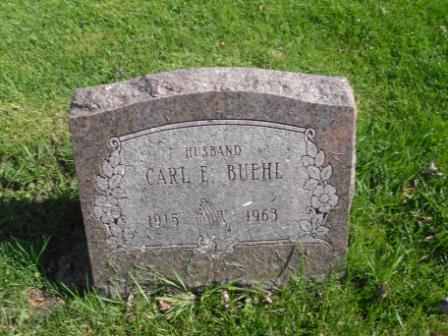 HUSBAND
CARL E. BUEHL
1915 1963